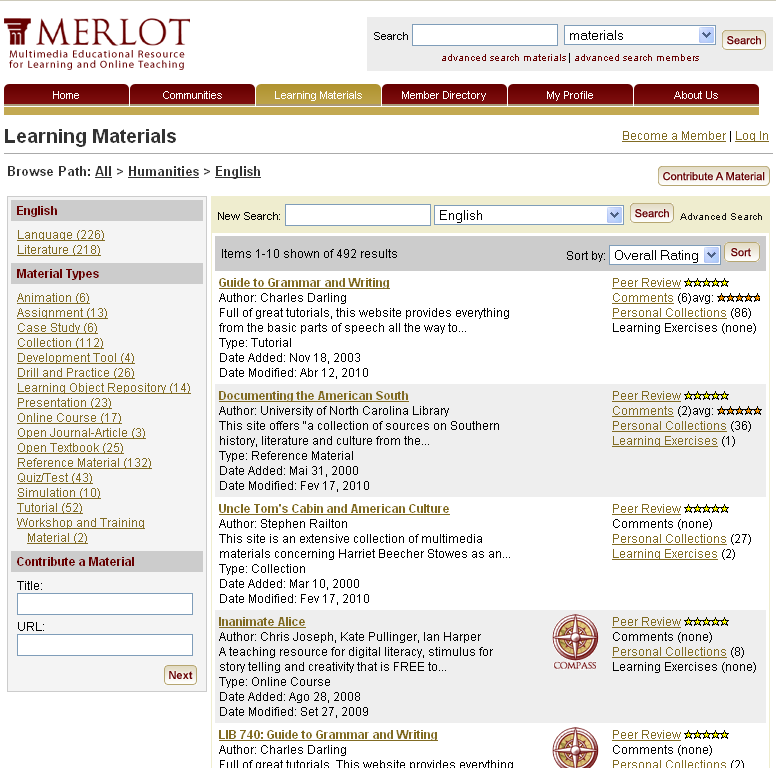 MERLOT
Multimedia Educational Resource
for Learning and Online Teaching
Search materials Search
advanced search materials | advanced search members
Home Communities Learning Materials Member Directory My Profile About Us
Learning Materials
Become a Member | Log In
Browse Path: All > Humanities > English
Contribute A Material
English
Language (226)
Literature (218)
Material Types
Animation (6)
Assignment (13)
Case Study (6)
Collection (112)
Development Tool (4)
Drill and Practice (26)
Learning Object Repository (14)
Presentation (23)
Online Course (17)
Open Journal-Article (3)
Open Textbook (25)
Reference Material (132)
Quiz/Test (43)
Simulation (10)
Tutorial (52)
Workshop and Training
Material (2)
Contribute a Material
Title:
URL:
Next
New Search: English Search Advanced Search
Items 1-10 shown of 492 results
Sort by: Overall Rating Sort
Guide to Grammar and Writing
Author: Charles Darling
Full of great tutorials, this website provides everything
from the basic parts of speech all the way to...
Type: Tutorial
Date Added: Nov 18, 2003
Date Modified: Abr 12, 2010
Peer Review
Comments (6)avg:
Personal Collections (86)
Learning Exercises (none)
Documenting the American South
Author: University of North Carolina Library
This site offers "a collection of sources on Southern
history, literature and culture from the...
Type: Reference Material
Date Added: Mai 31, 2000
Date Modified: Fev 17, 2010
Peer Review
Comments (2)avg:
Personal Collections (36)
Learning Exercises (1)
Uncle Tom's Cabin and American Culture
Author: Stephen Railton
This site is an extensive collection of multimedia
materials concerning Harriet Beecher Stowes as an...
Type: Collection
Date Added: Mar 10, 2000
Date Modified: Fev 17, 2010
Peer Review
Comments (none)
Personal Collections (27)
Learning Exercises (2)
Inanimate Alice
Author: Chris Joseph, Kate Pullinger, Ian Harper
A teaching resource for digital literacy, stimulus for
story telling and creativity that is FREE to...
Type: Online Course
Date Added: Ago 28, 2008
Date Modified: Set 27, 2009
COMPASS
Peer Review
Comments (none)
Personal Collections (8)
Learning Exercises (none)
LIB 740: Guide to Grammar and Writing
Author: Charles Darling
Full of great tutorials, This website provides everything
Peer Review
Comments (none)
Personal Collections (2)